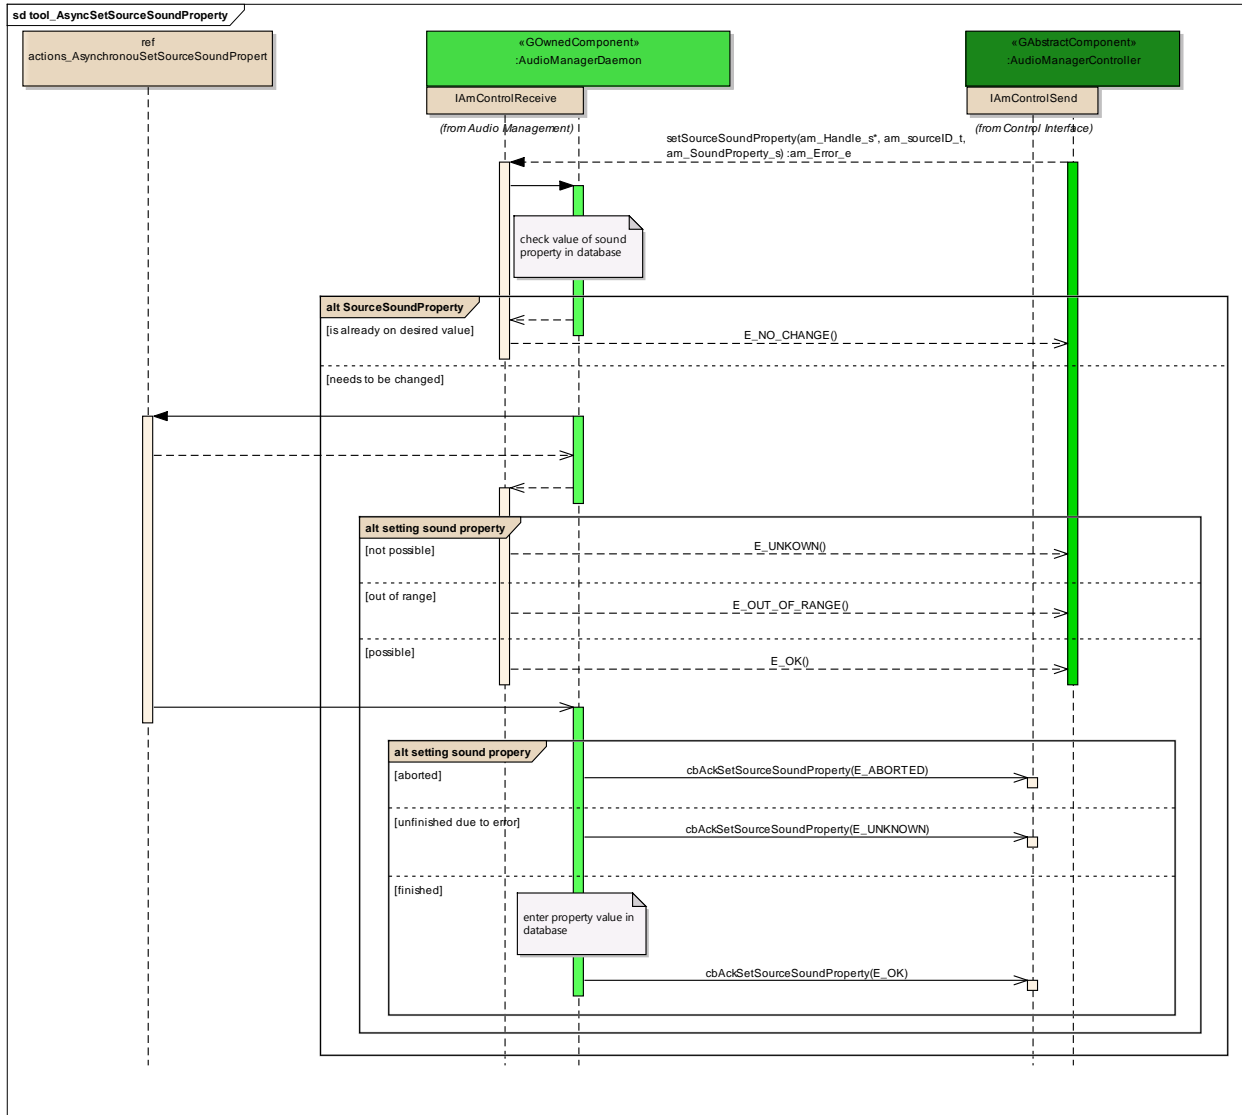 sd tool_AsyncSetSourceSoundProperty
ref
actions_AsynchronouSetSourceSoundPropert
«GOwnedComponent»
:AudioManagerDaemon
«GAbstractComponent»
:AudioManagerController
IAmControlReceive
IAmControlSend
(from Audio Management)
(from Control Interface)
setSourceSoundProperty(am_Handle_s*, am_sourceID_t,
am_SoundProperty_s) :am_Error_e
check value of sound
property in database
alt SourceSoundProperty
[is already on desired value]
E_NO_CHANGE()
[needs to be changed]
alt setting sound property
[not possible]
E_UNKOWN()
[out of range]
E_OUT_OF_RANGE()
[possible]
E_OK()
alt setting sound propery
[aborted]
cbAckSetSourceSoundProperty(E_ABORTED)
[unfinished due to error]
cbAckSetSourceSoundProperty(E_UNKNOWN)
[finished]
enter property value in
database
cbAckSetSourceSoundProperty(E_OK)